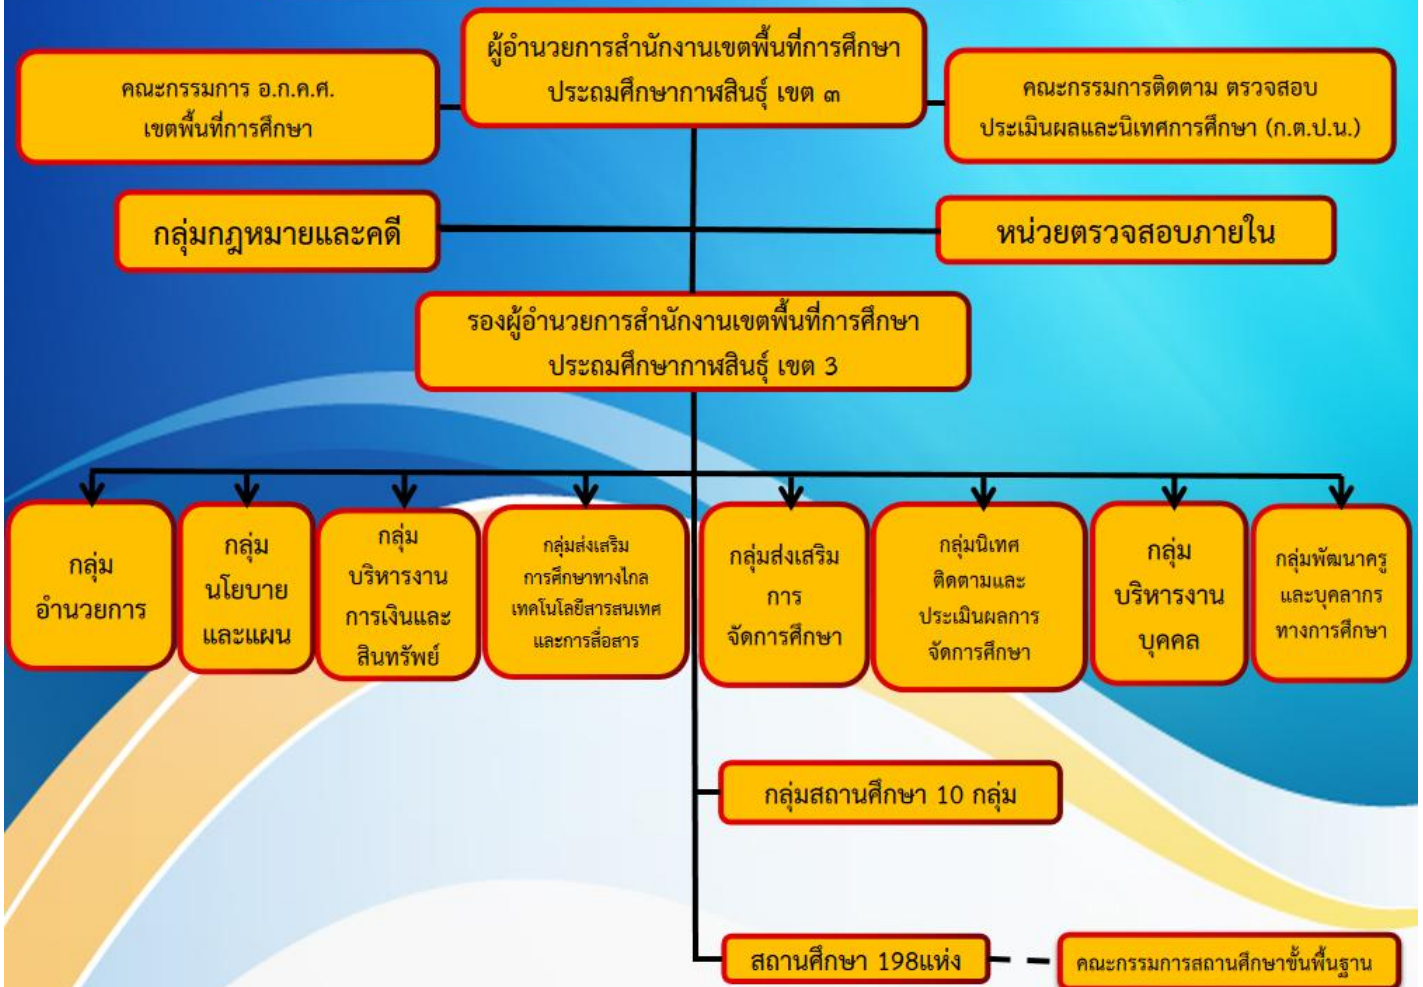 ผู้อำนวยการสำนักงานเขตพื้นที่การศึกษา
ประถมศึกษากาฬสินธุ์ เขต ๓
คณะกรรมการ อ.ก.ค.ศ.
เขตพื้นที่การศึกษา
คณะกรรมการติดตาม ตรวจสอบ
ประเมินผลและนิเทศการศึกษา (ก.ต.ป.น.)
กลุ่มกฎหมายและคดี
หน่วยตรวจสอบภายใน
รองผู้อำนวยการสำนักงานเขตพื้นที่การศึกษา
ประถมศึกษากาฬสินธุ์ เขต 3
กลุ่ม
อำนวยการ
กลุ่ม
นโยบาย
และแผน
กลุ่ม
บริหารงาน
การเงินและ
สินทรัพย์
กลุ่มส่งเสริม
การศึกษาทางไกล
เทคโนโลยีสารสนเทศ
และการสื่อสาร
กลุ่มส่งเสริม
การ
จัดการศึกษา
กลุ่มนิเทศ
ติดตามและ
ประเมินผลการ
จัดการศึกษา
กลุ่ม
บริหารงาน
บุคคล
กลุ่มพัฒนาครู
และบุคลากร
ทางการศึกษา
กลุ่มสถานศึกษา 10 กลุ่ม
สถานศึกษา 198แห่ง
คณะกรรมการสถานศึกษาขั้นพื้นฐาน